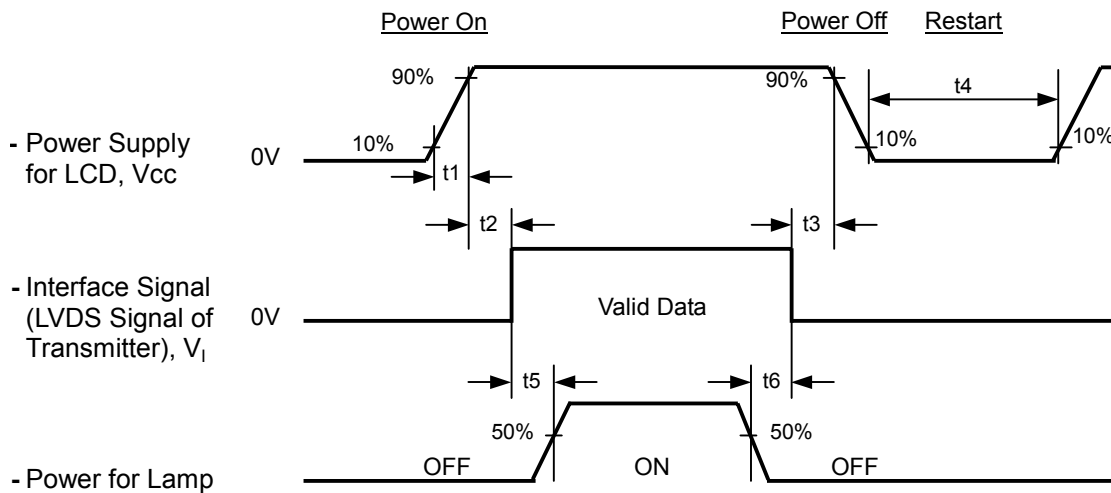 Power On
Power Off Restart
90%
90%
t4
- Power Supply
for LCD, Vcc
0V
10%
10%
10%
t1
t2
t3
- Interface Signal
(LVDS Signal of
Transmitter), VI
0V
Valid Data
t5
t6
50%
50%
- Power for Lamp
OFF
ON
OFF